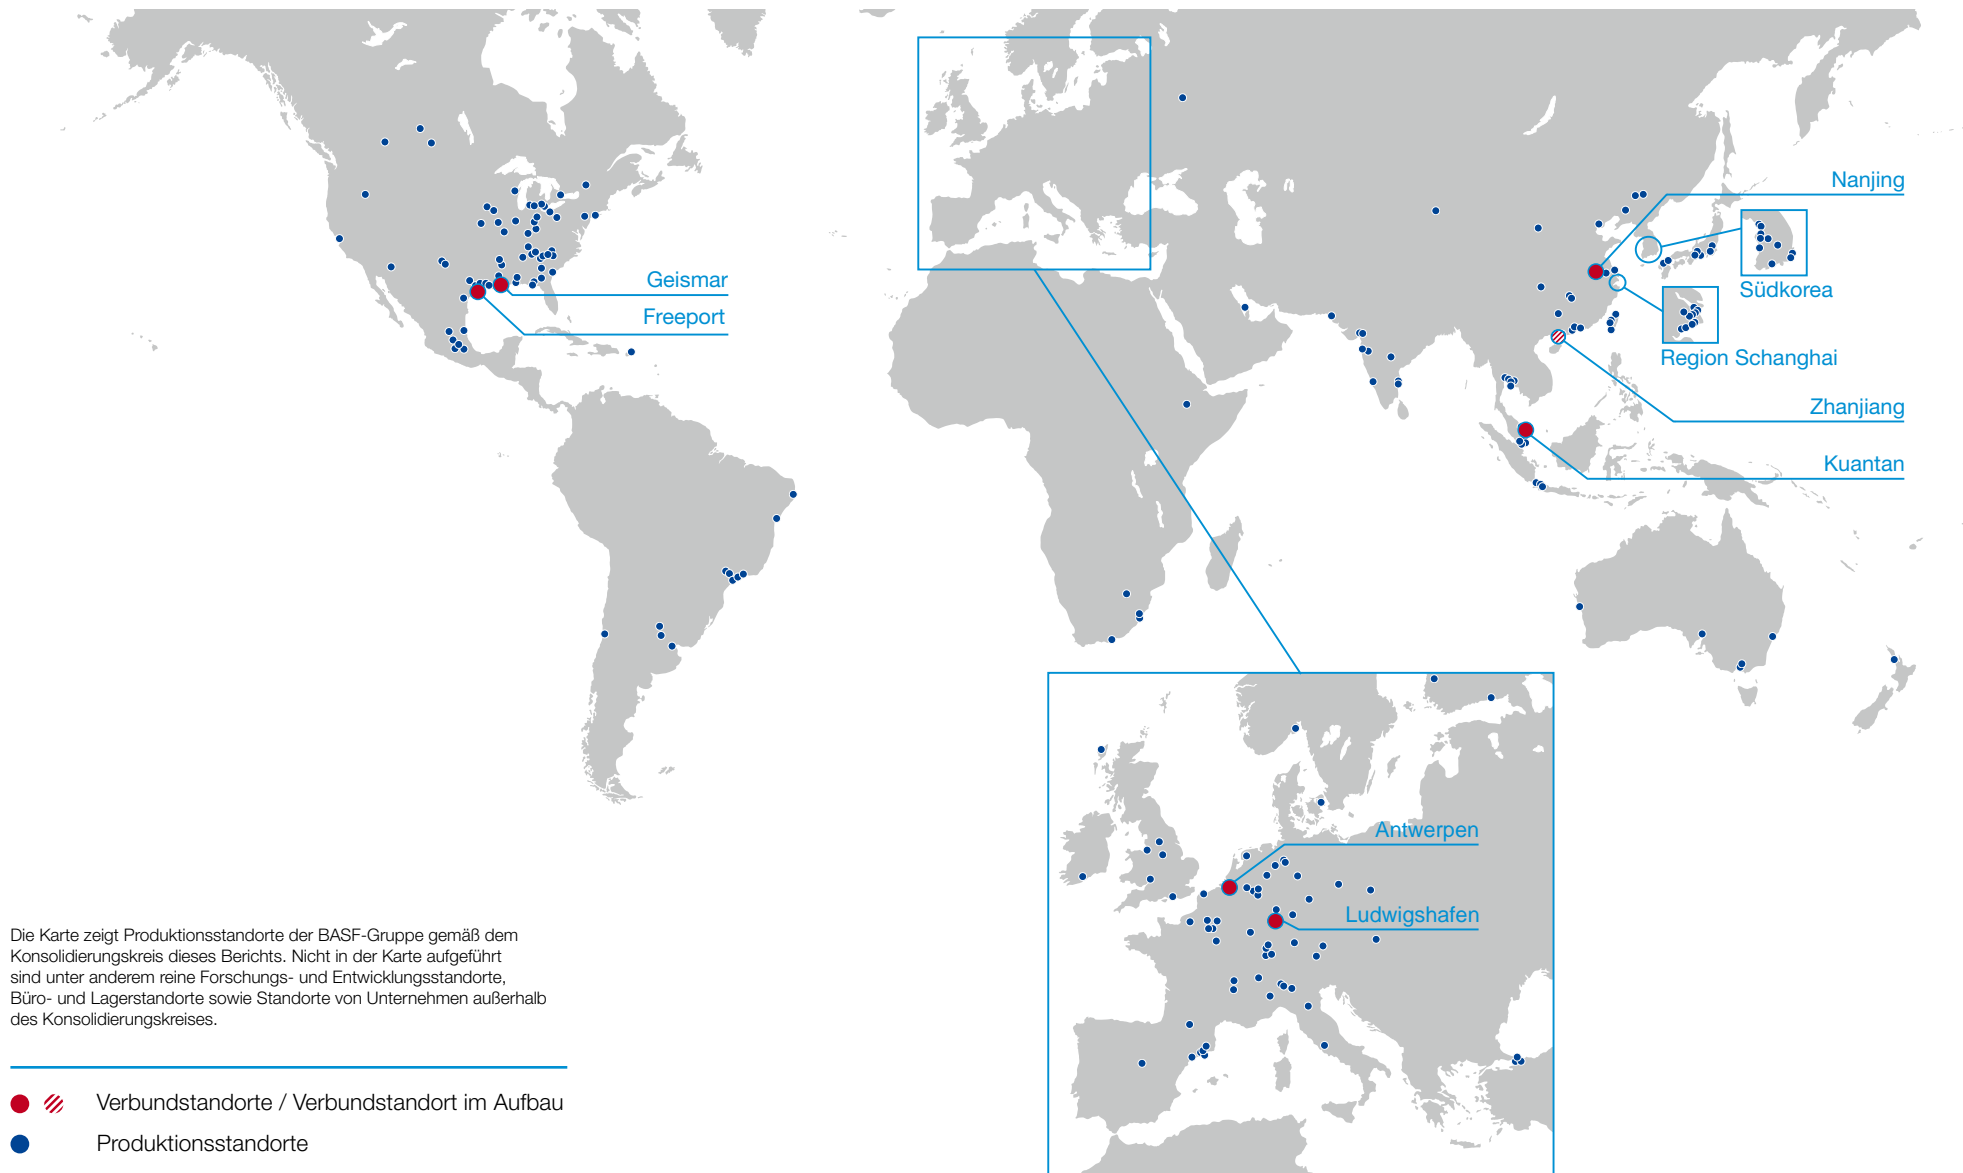 Nanjing
Geismar
Südkorea
Freeport
Region Schanghai
Zhanjiang
Kuantan
Antwerpen
Ludwigshafen
Die Karte zeigt Produktionsstandorte der BASF-Gruppe gemäß dem
Konsolidierungskreis dieses Berichts. Nicht in der Karte aufgeführt
sind unter anderem reine Forschungs- und Entwicklungsstandorte,
Büro- und Lagerstandorte sowie Standorte von Unternehmen außerhalb
des Konsolidierungskreises.
Verbundstandorte / Verbundstandort im Aufbau
Produktionsstandorte